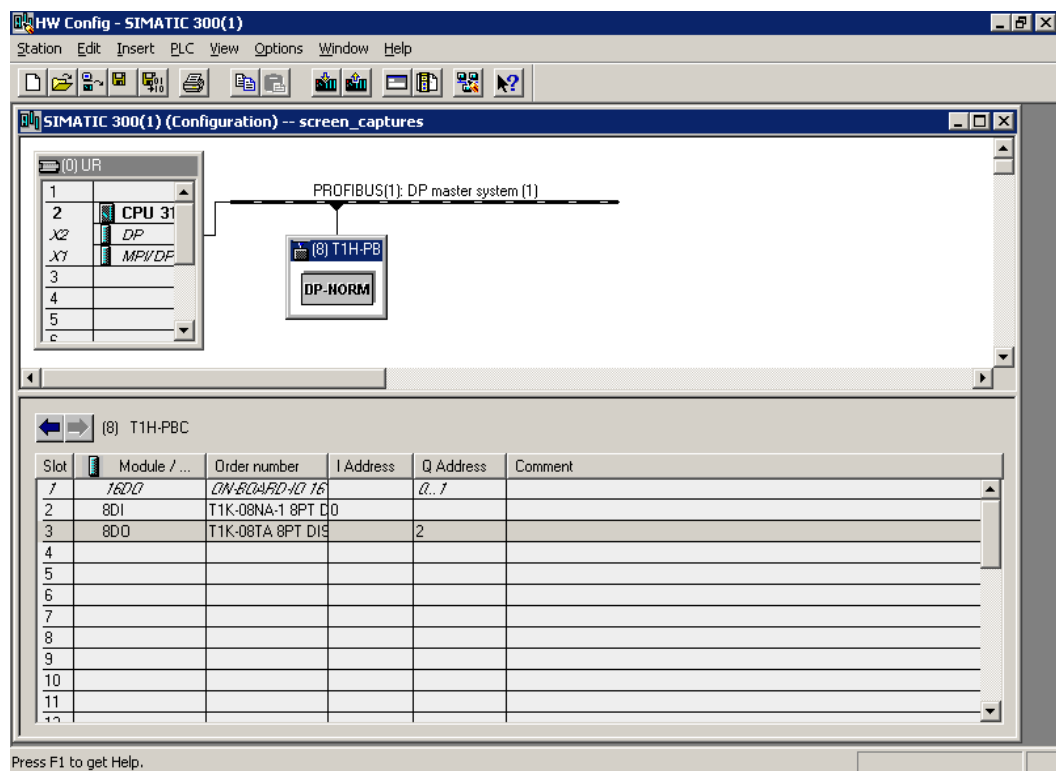 HW Config - SIMATIC 300(1)
Station Edit Insert PLC View Options Window Help
SIMATIC 300(1) (Configuration) -- screen_captures
(0) UR
1
2 CPU 31
X2 DP
X1 MPI/DP
3
4
5
PROFIBUS(1): DP master system (1)
(8) T1H-PB
DP-NORM
(8) T1H-PBC
Slot Module / ... Order number I Address Q Address Comment
1 16DO ON-BOARD-IO 16 0..1
2 8DI T1K-08NA-1 8PT D 0
3 8DO T1K-08TA 8PT DIS 2
4
5
6
7
8
9
10
11
Press F1 to get Help.